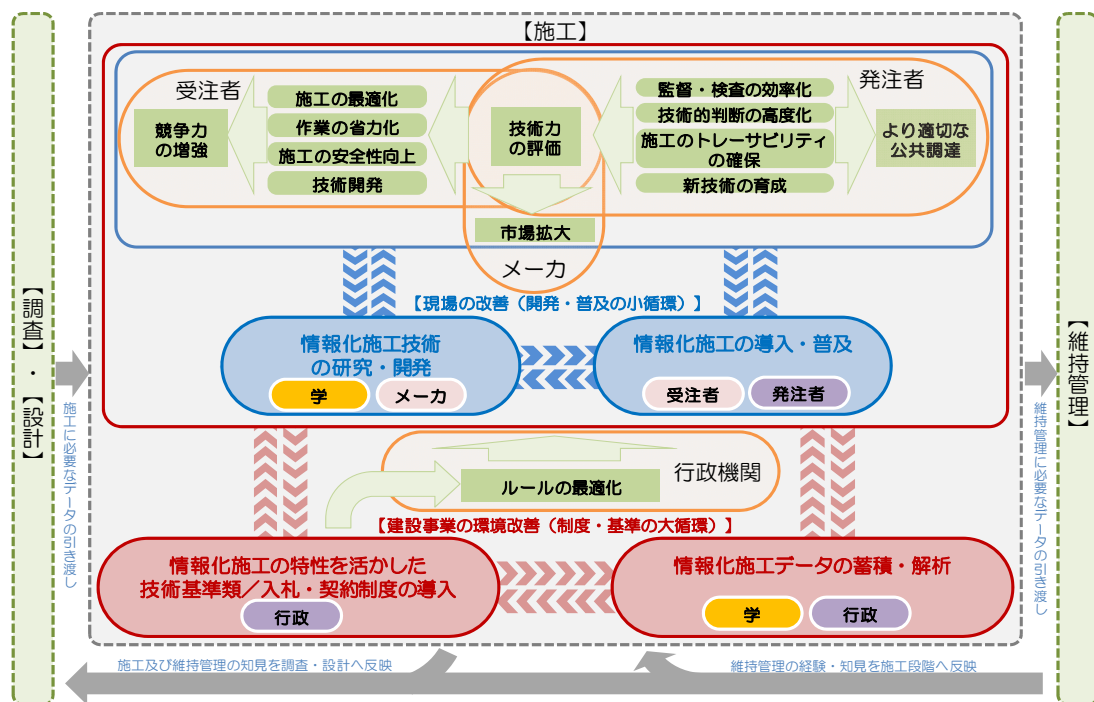 【施工】
受注者
発注者
競争力
の増強
施工の最適化
作業の省力化
施工の安全性向上
技術開発
技術力
の評価
監督・検査の効率化
技術的判断の高度化
施工のトレーサビリティ
の確保
新技術の育成
より適切な
公共調達
市場拡大
メーカ
【現場の改善（開発・普及の小循環）】
情報化施工技術
の研究・開発
学
メーカ
情報化施工の導入・普及
受注者
発注者
【調査】・【設計】
施工に必要なデータの引き渡し
【維持管理】
維持管理に必要なデータの引き渡し
行政機関
ルールの最適化
【建設事業の環境改善（制度・基準の大循環）】
情報化施工の特性を活かした
技術基準類／入札・契約制度の導入
行政
情報化施工データの蓄積・解析
学
行政
施工及び維持管理の知見を調査・設計へ反映
維持管理の経験・知見を施工段階へ反映